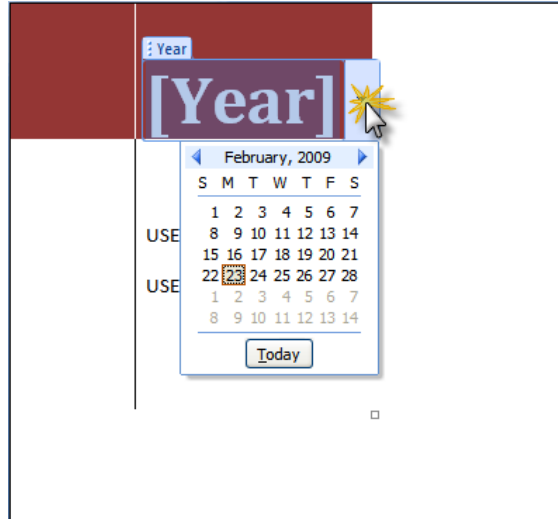 Year
[Year]
February, 2009
S M T W T F S
1 2 3 4 5 6 7
8 9 10 11 12 13 14
USE
15 16 17 18 19 20 21
22 23 24 25 26 27 28
USE
1 2 3 4 5 6 7
8 9 10 11 12 13 14
Today